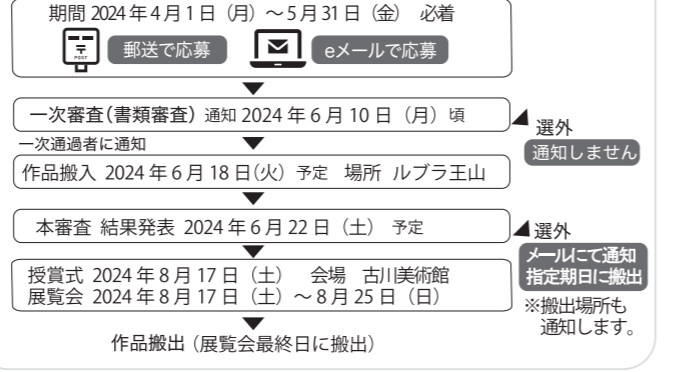 期間 2024年4月1日（月）～5月31日（金） 必着
〒
POST
郵送で応募
eメールで応募
一次審査（書類審査） 通知 2024年6月10日（月）頃
選外
通知しません
一次通過者に通知
作品搬入 2024年6月18日（火） 予定 場所 ルブラ王山
本審査 結果発表 2024年6月22日（土） 予定
選外
メールにて通知
指定期日に搬出
※搬出場所も
通知します。
授賞式 2024年8月17日（土） 会場 古川美術館
展覧会 2024年8月17日（土）～8月25日（日）
作品搬出（展覧会最終日に搬出）